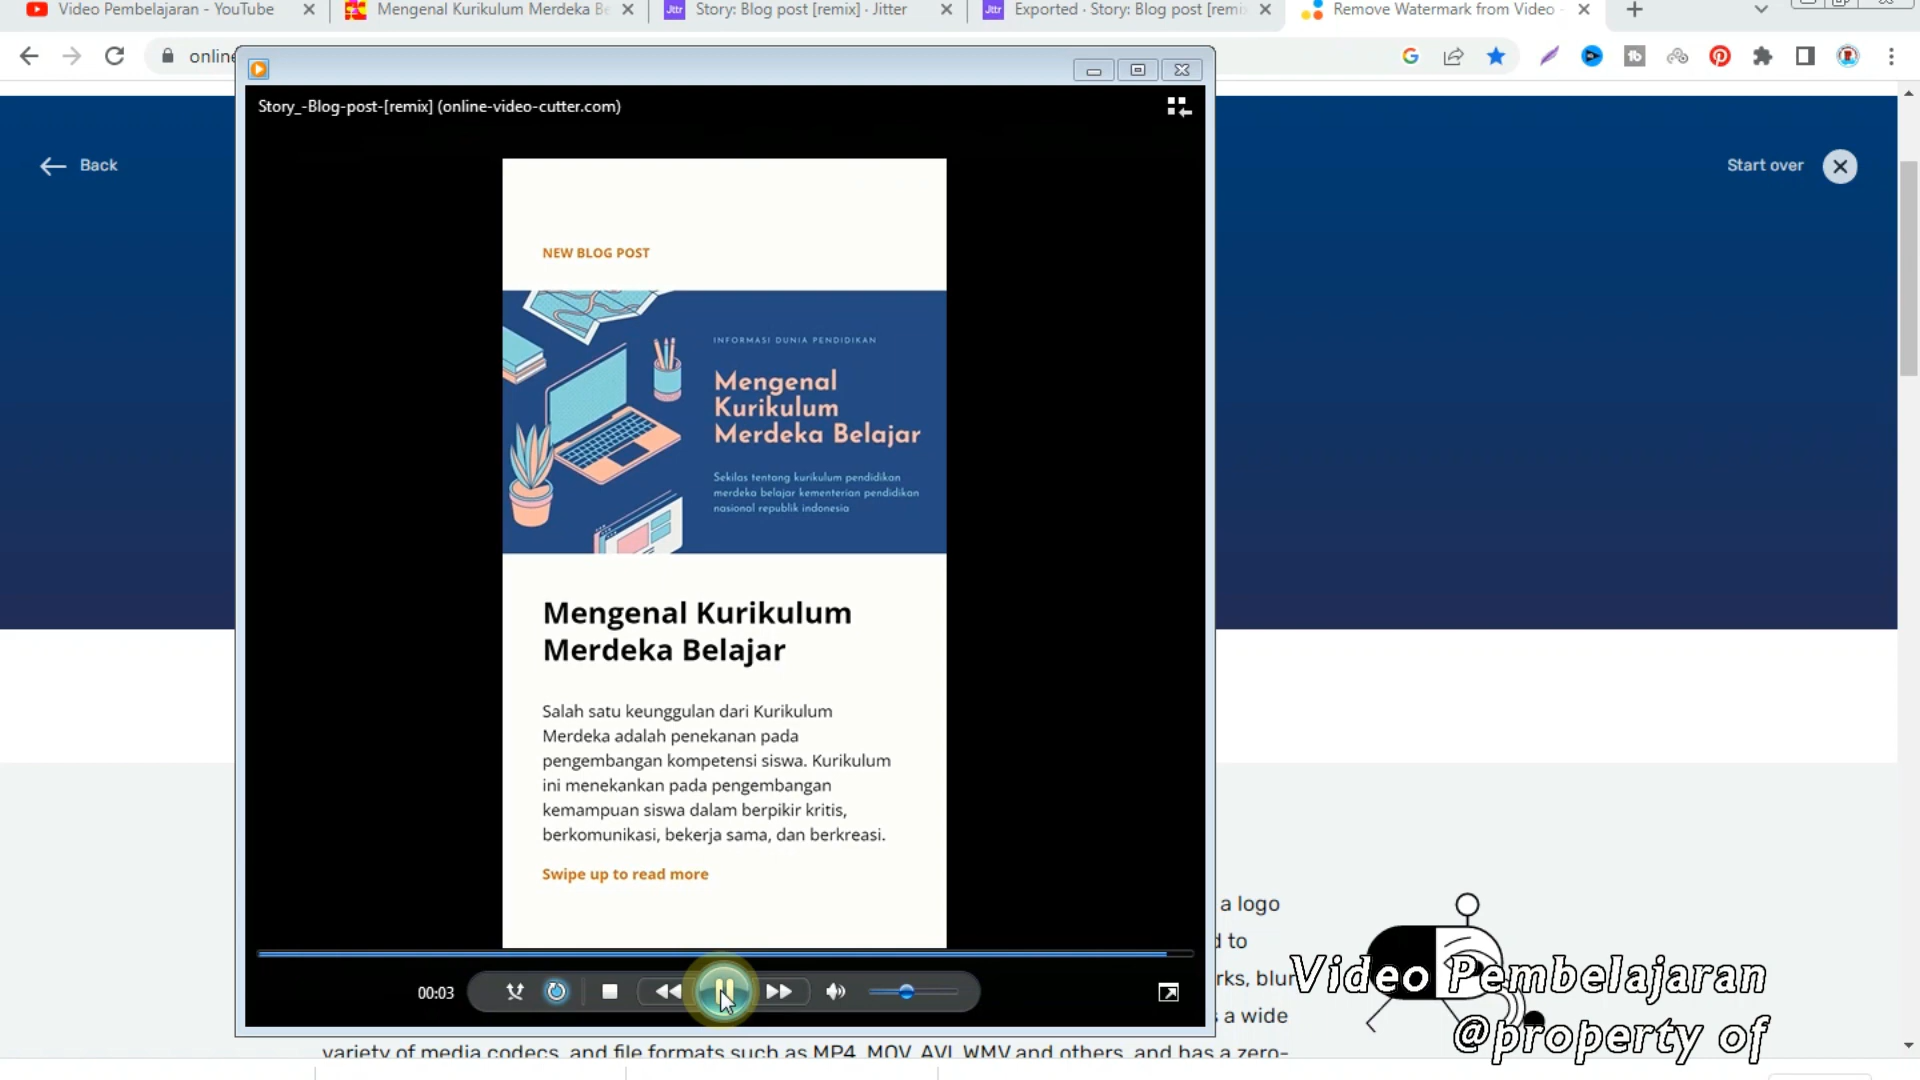 Video Pembelajaran - YouTube
Mengenal Kurikulum Merdeka Be
Jttr
Story: Blog post [remix] · Jitter
Jttr
Exported · Story: Blog post [remix
Remove Watermark from Video -
online
Story_-Blog-post-[remix] (online-video-cutter.com)
Back
Start over
NEW BLOG POST
INFORMASI DUNIA PENDIDIKAN
Mengenal
Kurikulum
Merdeka Belajar
Sekilas tentang kurikulum pendidikan
merdeka belajar kementerian pendidikan
nasional republik indonesia
Mengenal Kurikulum
Merdeka Belajar
Salah satu keunggulan dari Kurikulum
Merdeka adalah penekanan pada
pengembangan kompetensi siswa. Kurikulum
ini menekankan pada pengembangan
kemampuan siswa dalam berpikir kritis,
berkomunikasi, bekerja sama, dan berkreasi.
Swipe up to read more
a logo
d to
rks, blur
a wide
00:03
variety of media codecs, and file formats such as MP4, MOV, AVI, WMV and others, and has a zero-
Video Pembelajaran
@property of